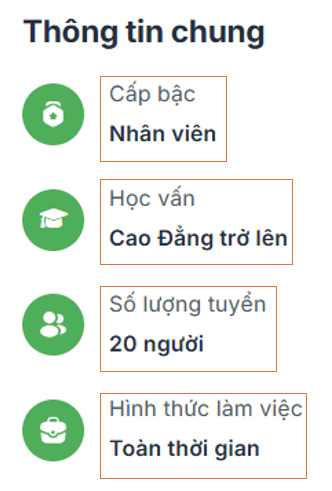 Thông tin chung
Cấp bậc
Nhân viên
Học vấn
Cao Đẳng trở lên
Số lượng tuyển
20 người
Hình thức làm việc
Toàn thời gian